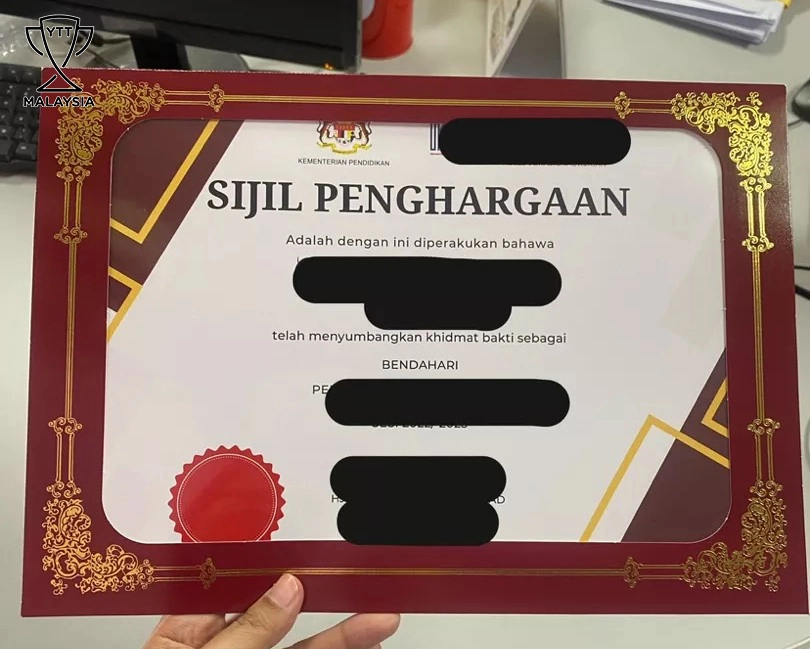 YTT
MALAYSIA
KEMENTERIAN PENDIDIKAN
SIJIL PENGHARGAAN
Adalah dengan ini diperakukan bahawa
telah menyumbangkan khidmat bakti sebagai
BENDAHARI